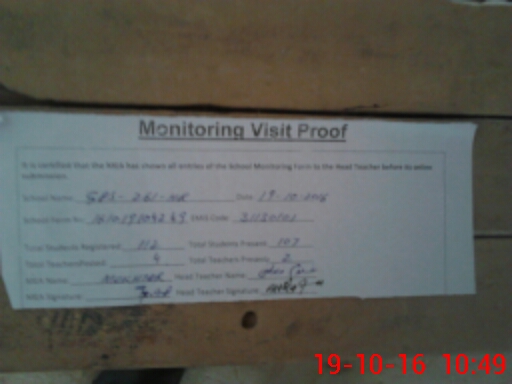 Monitoring Visit Proof
It is certified that the MEA has shown all entries of the School Monitoring Form to the Head Teacher before its online submission.
School Name: GPS - 261-NR Date 19-10-2016
School Form No EMIS Code 31130101
Total Students Registered: 112 Total Students Present: 107
Total Teachers Posted: 4 Total Teachers Present: 2
MEA Name: Head Teacher Name
MEA Signature: Head Teacher Signature
19-10-16 10:49